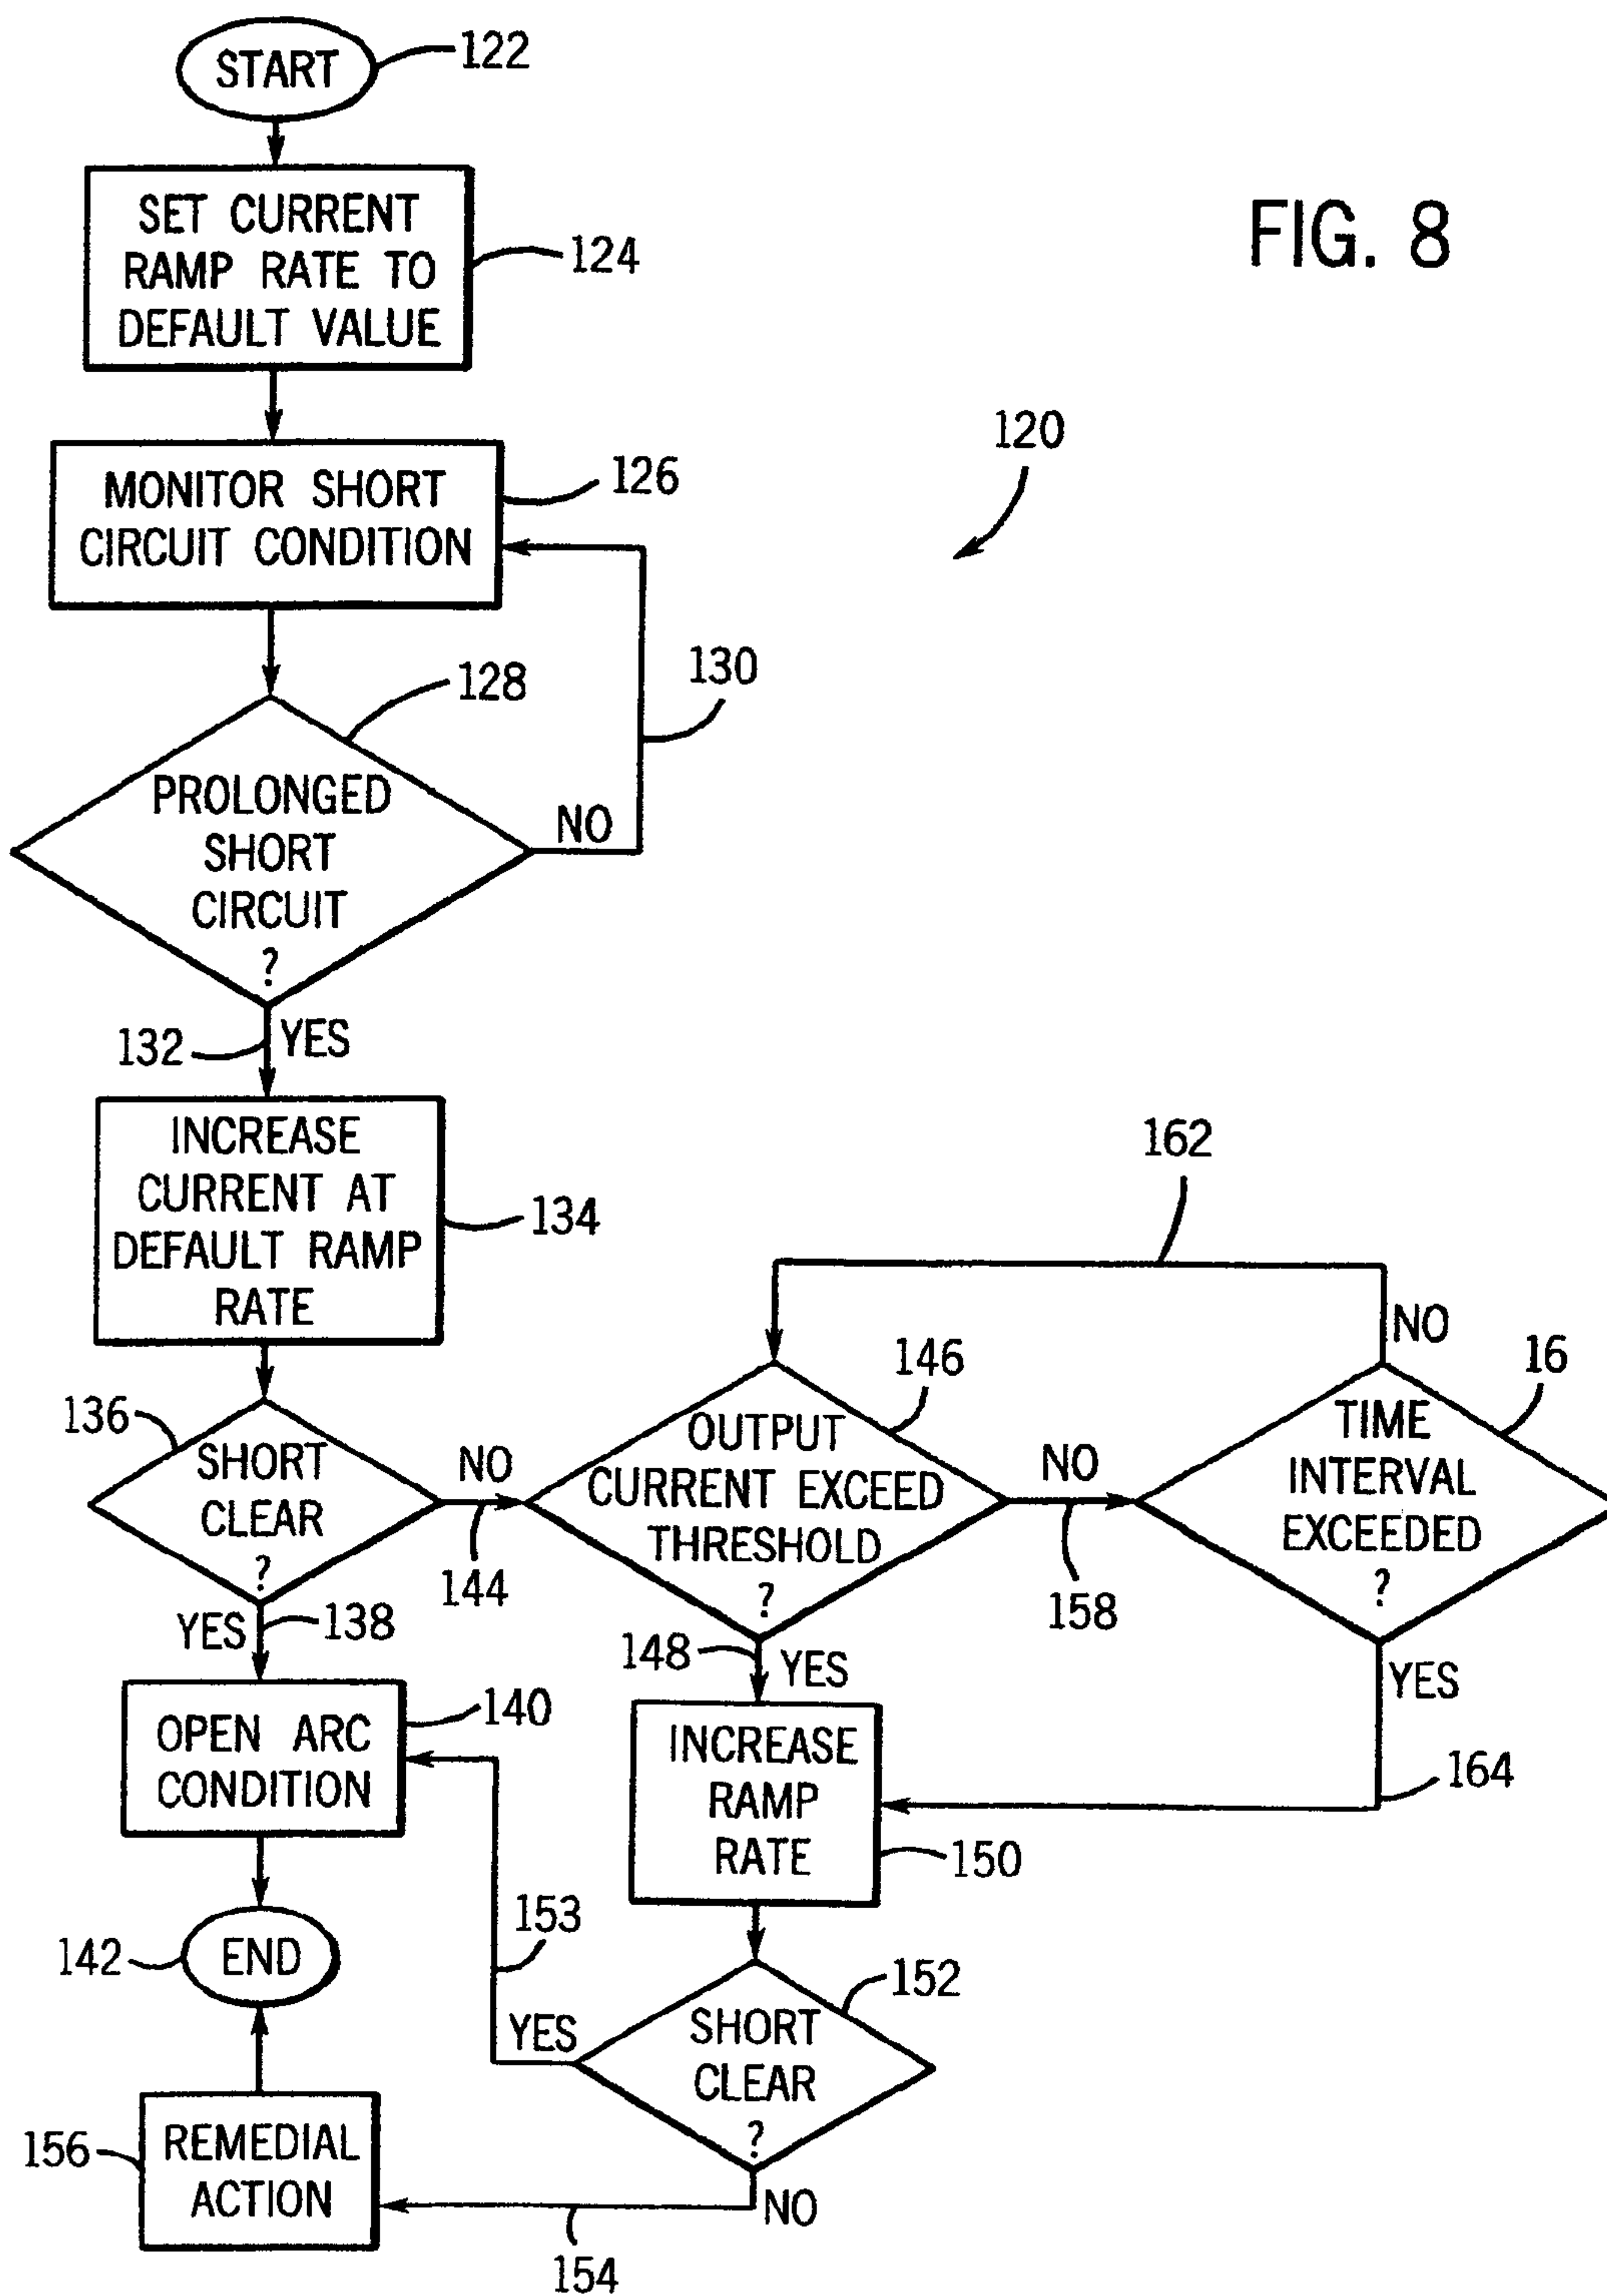 START
122
SET CURRENT
RAMP RATE TO
DEFAULT VALUE
124
FIG. 8
120
MONITOR SHORT
CIRCUIT CONDITION
126
130
128
PROLONGED
SHORT
CIRCUIT
?
NO
132
YES
INCREASE
CURRENT AT
DEFAULT RAMP
RATE
134
162
136
SHORT
CLEAR
?
NO
144
146
OUTPUT
CURRENT EXCEED
THRESHOLD
?
NO
158
NO
16
TIME
INTERVAL
EXCEEDED
?
YES
138
148
YES
YES
164
OPEN ARC
CONDITION
140
INCREASE
RAMP
RATE
150
153
142
END
152
SHORT
CLEAR
?
YES
NO
154
156
REMEDIAL
ACTION